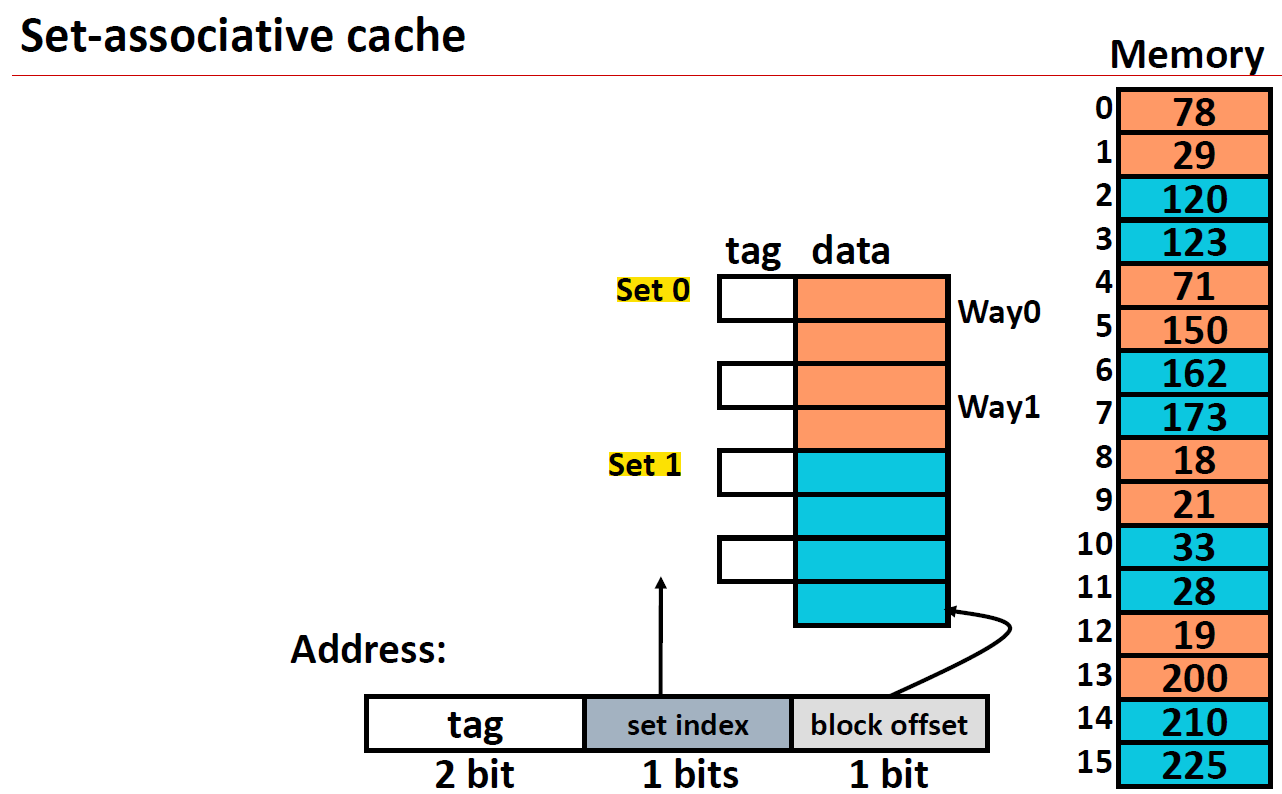 Set-associative cache
Memory
0 78
1 29
2 120
3 123
tag data
Set 0
4 71
Way0
5 150
6 162
Way1
7 173
Set 1
8 18
9 21
10 33
11 28
12 19
Address:
13 200
tag set index block offset
14 210
2 bit 1 bits 1 bit
15 225